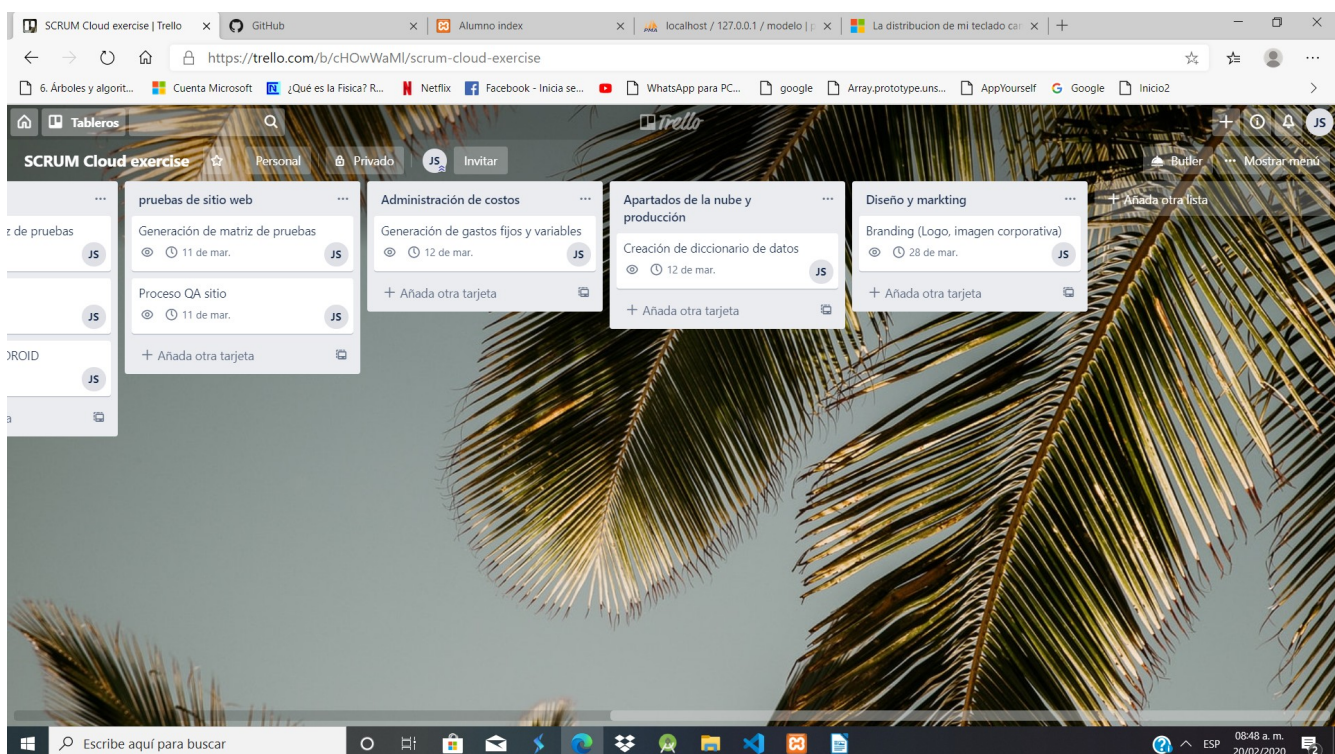 SCRUM Cloud exercise | Trello
GitHub
Alumno index
localhost / 127.0.0.1 / modelo | p
La distribucion de mi teclado ca
https://trello.com/b/cHOwWaMl/scrum-cloud-exercise
6. Árboles y algorit...
Cuenta Microsoft
¿Qué es la Fisica? R...
Netflix
Facebook - Inicia se...
WhatsApp para PC...
google
Array.prototype.uns...
AppYourself
Google
Inicio2
Tableros
Trello
JS
SCRUM Cloud exercise
Personal
Privado
JS
Invitar
Butler
Mostrar menú
z de pruebas
JS
JS
DROID
JS
a
pruebas de sitio web
Generación de matriz de pruebas
11 de mar.
JS
Proceso QA sitio
11 de mar.
JS
+ Añada otra tarjeta
Administración de costos
Generación de gastos fijos y variables
12 de mar.
JS
+ Añada otra tarjeta
Apartados de la nube y
producción
Creación de diccionario de datos
12 de mar.
JS
+ Añada otra tarjeta
Diseño y markting
Branding (Logo, imagen corporativa)
28 de mar.
JS
+ Añada otra tarjeta
+ Añada otra lista
Escribe aquí para buscar
ESP
08:48 a. m.
20/02/2020